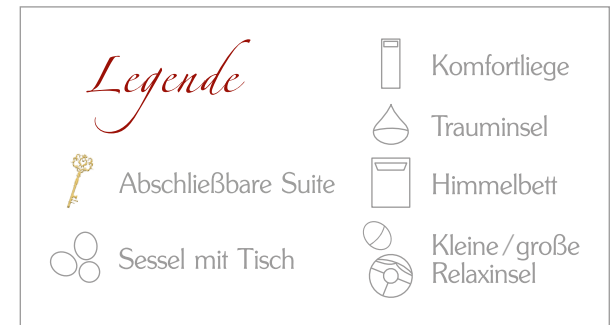 Legende
Abschließbare Suite
Sessel mit Tisch
Komfortliege
Trauminsel
Himmelbett
Kleine/große
Relaxinsel